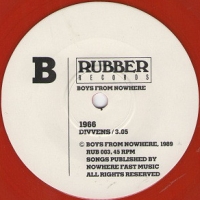 B
RUBBER
RECORDS
BOYS FROM NOWHERE
1966
DIVVENS / 3.05
© BOYS FROM NOWHERE, 1989
RUB 003, 45 RPM
SONGS PUBLISHED BY
NOWHERE FAST MUSIC
ALL RIGHTS RESERVED